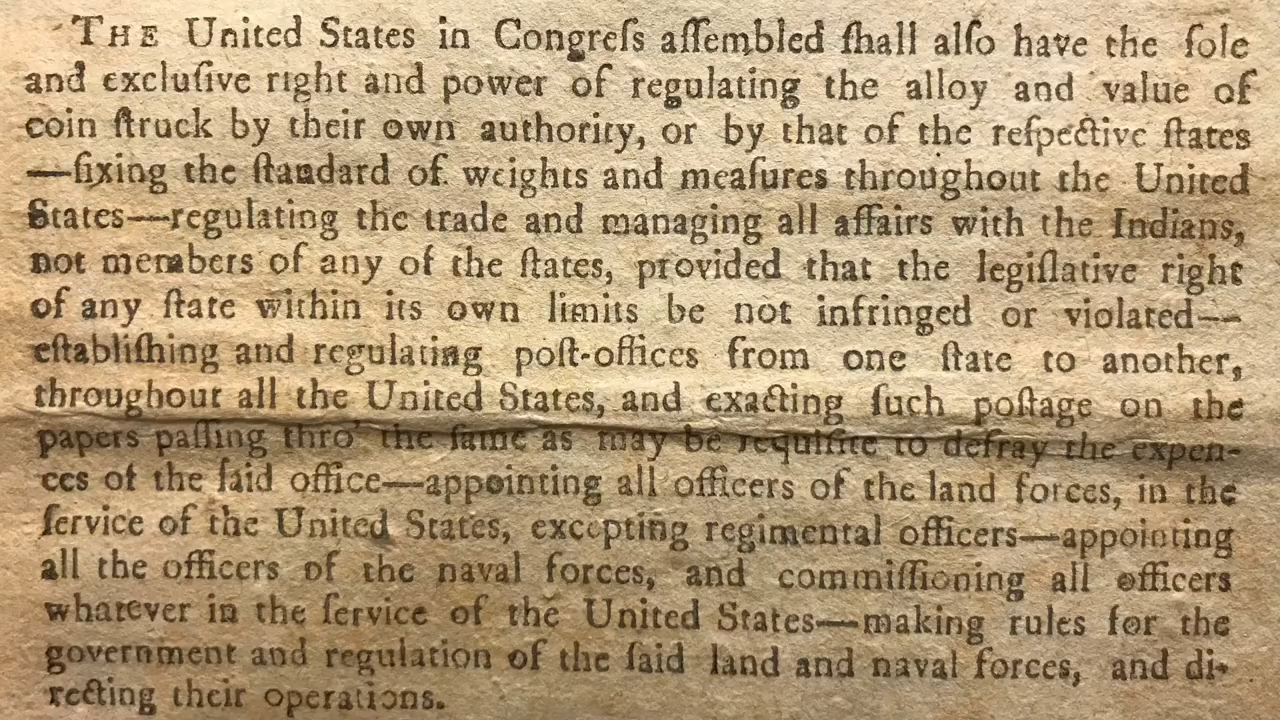 THE United States in Congreſs aſſembled ſhall alſo have the ſole
and excluſive right and power of regulating the alloy and value of
coin ſtruck by their own authority, or by that of the reſpective ſtates
—fixing the ſtandard of weights and meaſures throughout the United
States—regulating the trade and managing all affairs with the Indians,
not members of any of the ſtates, provided that the legiſlative right
of any ſtate within its own limits be not infringed or violated—
eſtabliſhing and regulating poſt-offices from one ſtate to another,
throughout all the United States, and exacting ſuch poſtage on the
papers paſſing thro' the ſame as may be requiſite to defray the expen-
ces of the ſaid office—appointing all officers of the land forces, in the
ſervice of the United States, excepting regimental officers—appointing
all the officers of the naval forces, and commiſſioning all officers
whatever in the ſervice of the United States—making rules for the
government and regulation of the ſaid land and naval forces, and di-
recting their operations.